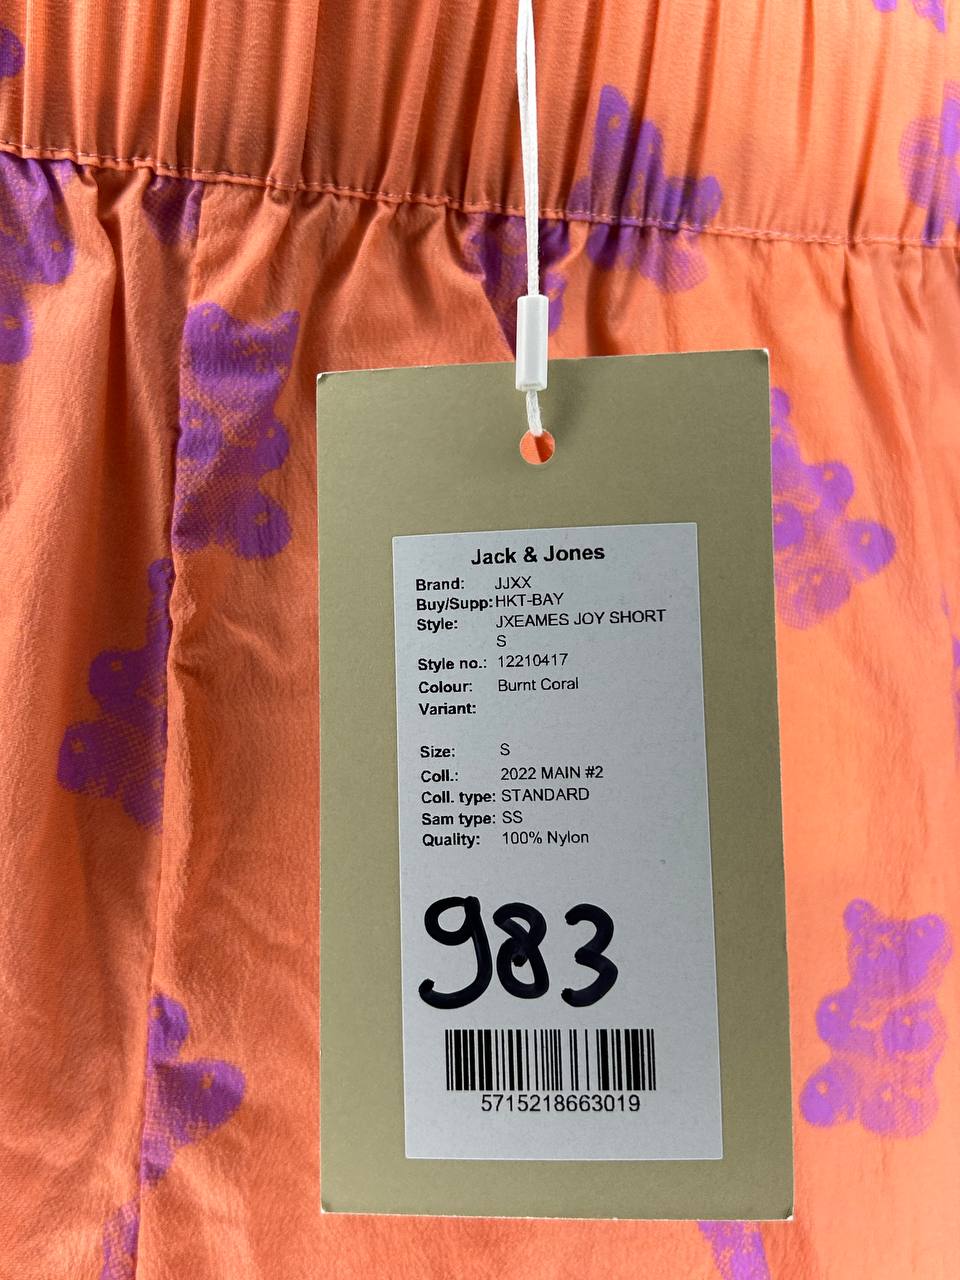 Jack & Jones
Brand: JJXX
Buy/Supp: HKT-BAY
Style: JXEAMES JOY SHORT
S
Style no.: 12210417
Colour: Burnt Coral
Variant:
Size: S
Coll.: 2022 MAIN #2
Coll. type: STANDARD
Sam type: SS
Quality: 100% Nylon
983
5715218663019